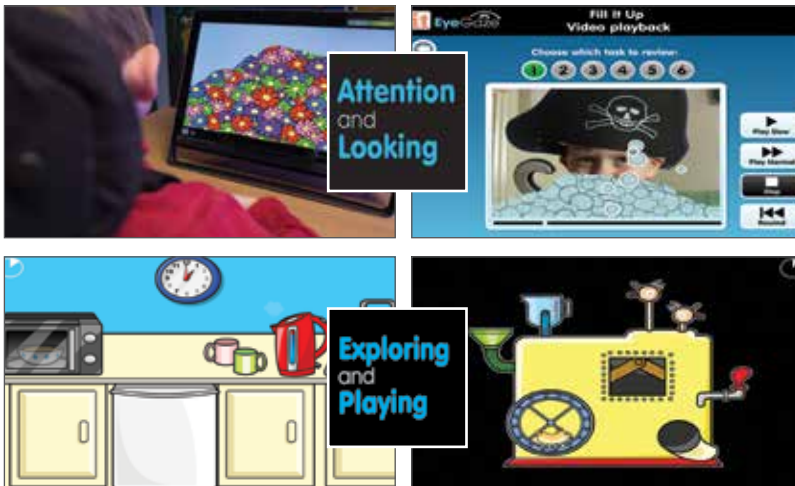 Attention
and
Looking
EyeGaze
Fill It Up
Video playback
Choose which task to review:
1 2 3 4 5 6
Play Slow
Play Normal
Stop
Rewind
Exploring
and
Playing